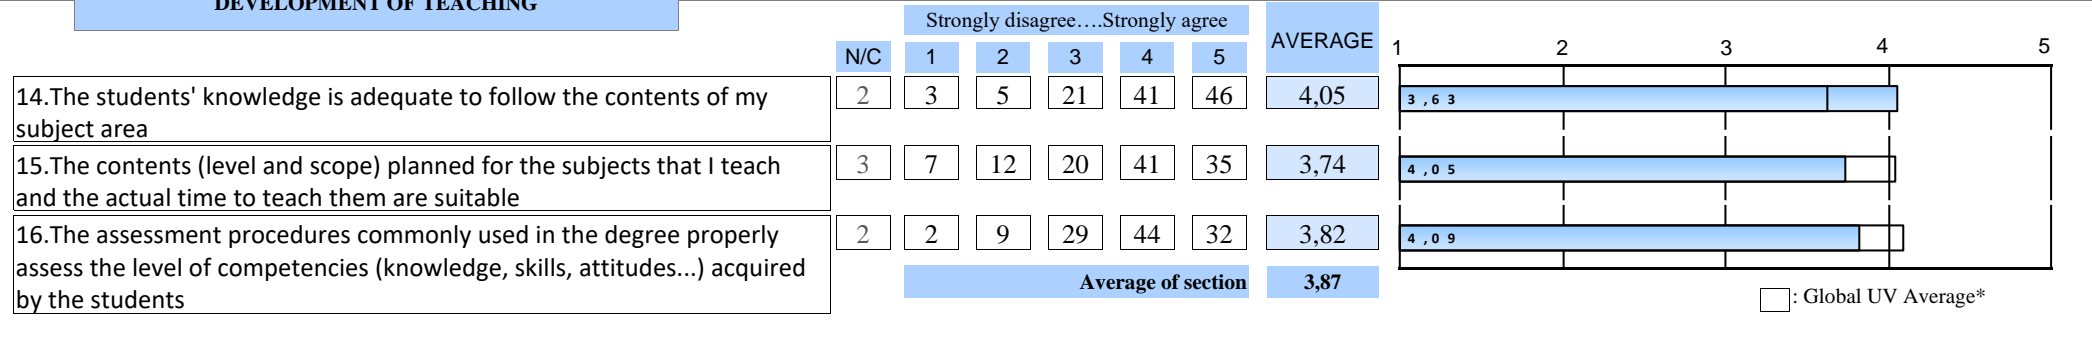 DEVELOPMENT OF TEACHING
Strongly disagree....Strongly agree
AVERAGE
N/C 1 2 3 4 5
1 2 3 4 5
14.The students' knowledge is adequate to follow the contents of my
subject area
2 3 5 21 41 46 4,05
3,63
15.The contents (level and scope) planned for the subjects that I teach
and the actual time to teach them are suitable
3 7 12 20 41 35 3,74
4,05
16.The assessment procedures commonly used in the degree properly
assess the level of competencies (knowledge, skills, attitudes...) acquired
by the students
2 2 9 29 44 32 3,82
4,09
Average of section 3,87
: Global UV Average*